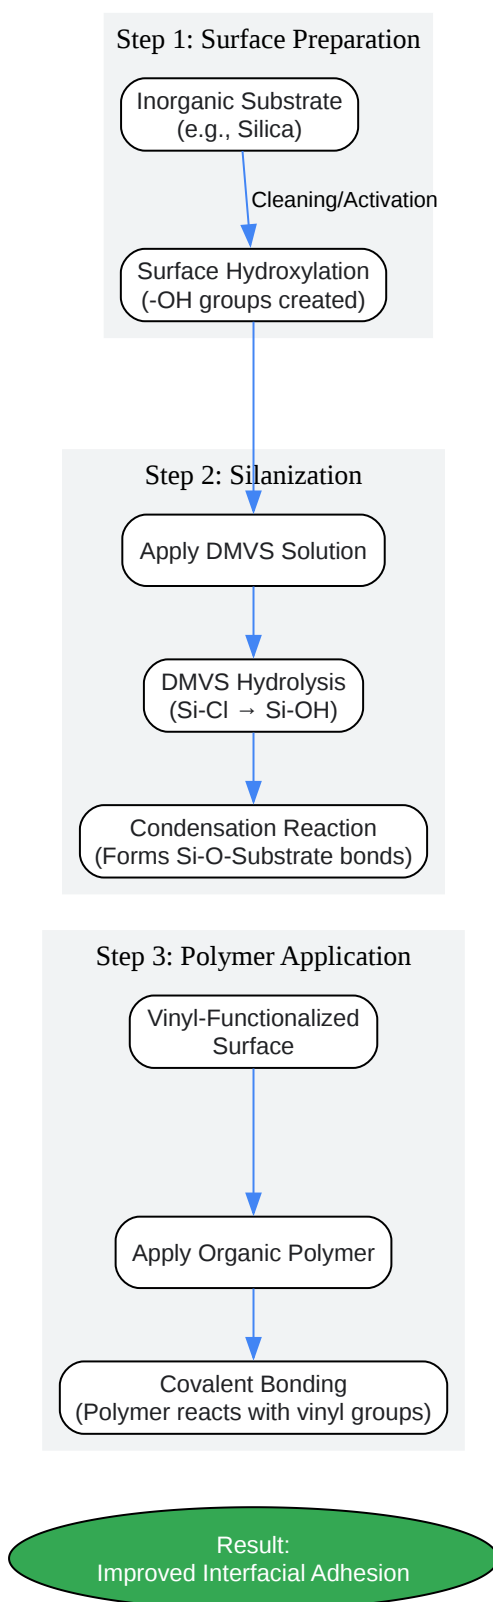 Step 1: Surface Preparation
Inorganic Substrate
(e.g., Silica)
Cleaning/Activation
Surface Hydroxylation
(-OH groups created)
Step 2: Silanization
Apply DMVS Solution
DMVS Hydrolysis
(Si-Cl → Si-OH)
Condensation Reaction
(Forms Si-O-Substrate bonds)
Step 3: Polymer Application
Vinyl-Functionalized
Surface
Apply Organic Polymer
Covalent Bonding
(Polymer reacts with vinyl groups)
Result:
Improved Interfacial Adhesion